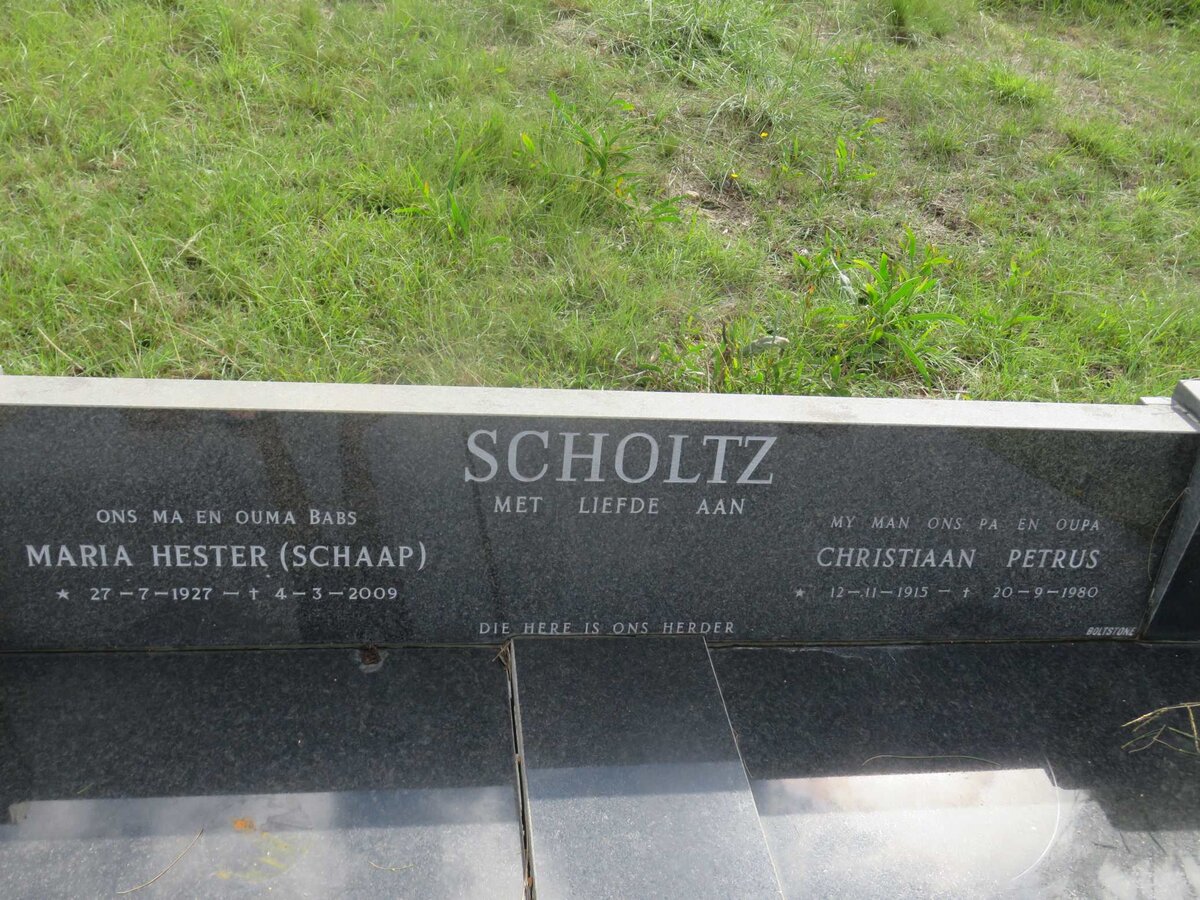 SCHOLTZ
MET LIEFDE AAN
ONS MA EN OUMA BABS
MARIA HESTER (SCHAAP)
★ 27-7-1927 - † 4-3-2009
MY MAN ONS PA EN OUPA
CHRISTIAAN PETRUS
★ 12-11-1915 - † 20-9-1980
DIE HERE IS ONS HERDER
BOLTSTONE